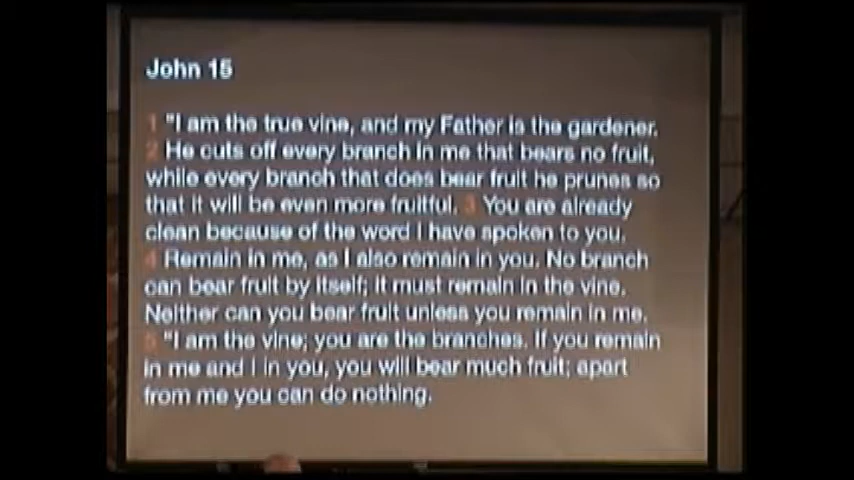 John 15
1 "I am the true vine, and my Father is the gardener.
2 He cuts off every branch in me that bears no fruit,
while every branch that does bear fruit he prunes so
that it will be even more fruitful. 3 You are already
clean because of the word I have spoken to you.
4 Remain in me, as I also remain in you. No branch
can bear fruit by itself; it must remain in the vine.
Neither can you bear fruit unless you remain in me.
5 "I am the vine; you are the branches. If you remain
in me and I in you, you will bear much fruit; apart
from me you can do nothing.